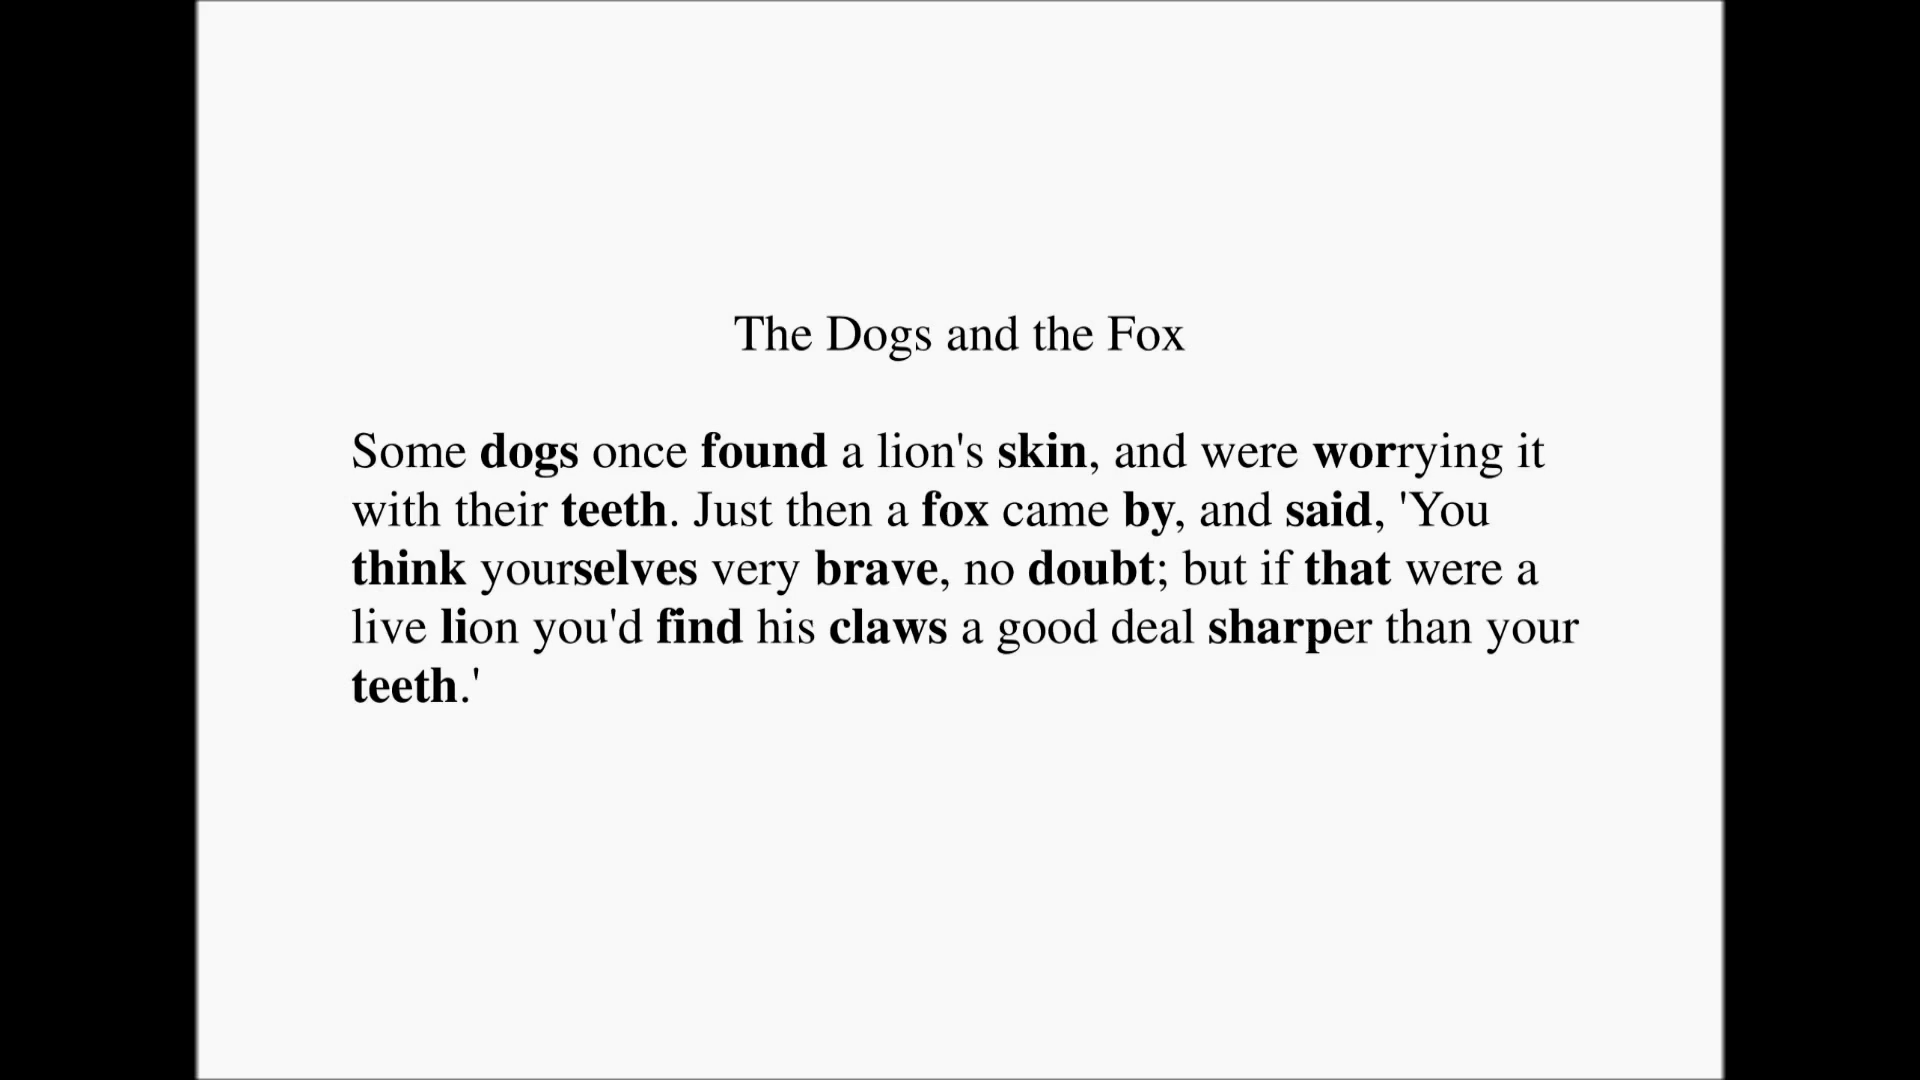 The Dogs and the Fox
Some dogs once found a lion's skin, and were worrying it
with their teeth. Just then a fox came by, and said, 'You
think yourselves very brave, no doubt; but if that were a
live lion you'd find his claws a good deal sharper than your
teeth.'